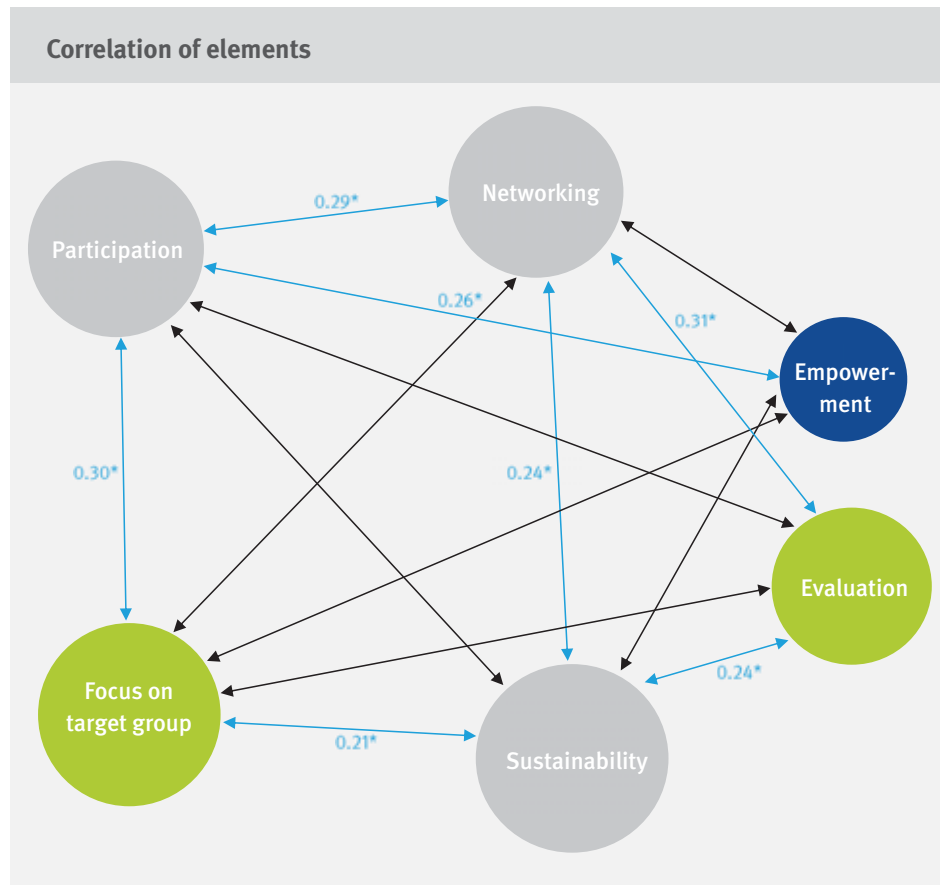 Correlation of elements
Networking
0.29*
Participation
0.26*
0.31*
Empower-
ment
0.30*
0.24*
Evaluation
0.24*
Focus on
target group
0.21*
Sustainability